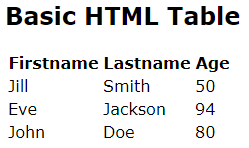 Basic HTML Table
Firstname Lastname Age
Jill Smith 50
Eve Jackson 94
John Doe 80